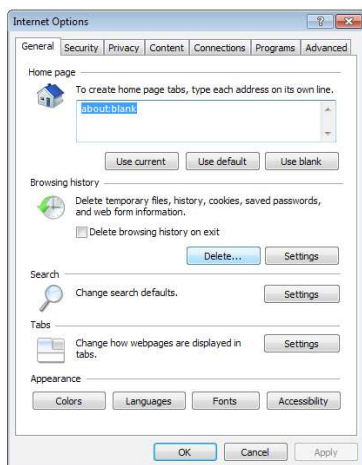 Internet Options
General Security Privacy Content Connections Programs Advanced
Home page
To create home page tabs, type each address on its own line.
about:blank
Use current Use default Use blank
Browsing history
Delete temporary files, history, cookies, saved passwords,
and web form information.
Delete browsing history on exit
Delete... Settings
Search
Change search defaults. Settings
Tabs
Change how webpages are displayed in
tabs. Settings
Appearance
Colors Languages Fonts Accessibility
OK Cancel Apply